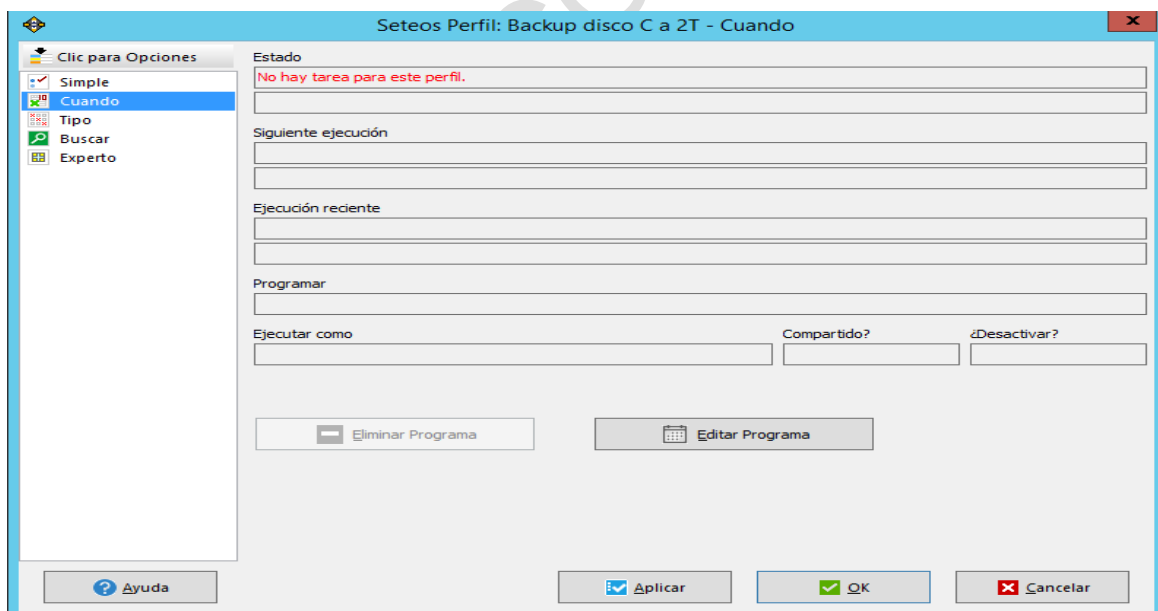 Seteos Perfil: Backup disco C a 2T - Cuando
x
Clic para Opciones
Simple
Cuando
Tipo
Buscar
Experto
Estado
No hay tarea para este perfil.
Siguiente ejecución
Ejecución reciente
Programar
Ejecutar como Compartido? ¿Desactivar?
Eliminar Programa Editar Programa
Ayuda Aplicar OK Cancelar